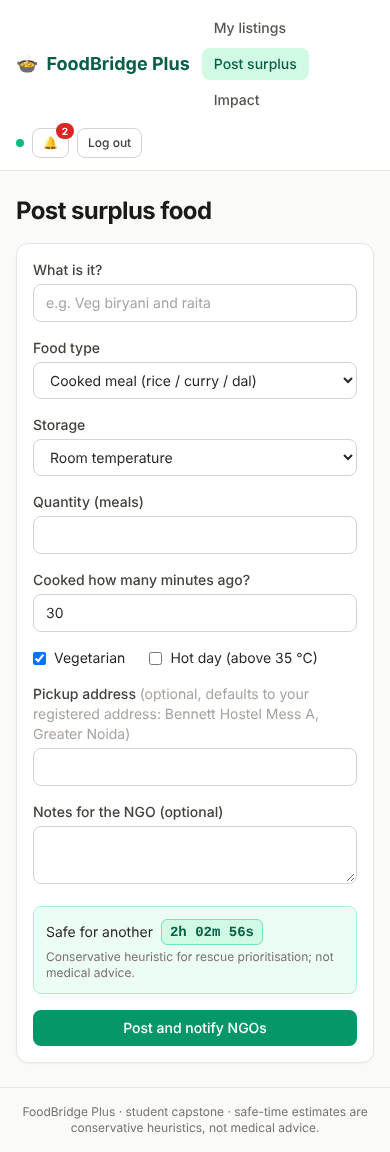 FoodBridge Plus
My listings
Post surplus
Impact
2
Log out
Post surplus food
What is it?
e.g. Veg biryani and raita
Food type
Cooked meal (rice / curry / dal)
Storage
Room temperature
Quantity (meals)
Cooked how many minutes ago?
30
Vegetarian
Hot day (above 35 °C)
Pickup address (optional, defaults to your
registered address: Bennett Hostel Mess A,
Greater Noida)
Notes for the NGO (optional)
Safe for another 2h 02m 56s
Conservative heuristic for rescue prioritisation; not
medical advice.
Post and notify NGOs
FoodBridge Plus · student capstone · safe-time estimates are
conservative heuristics, not medical advice.